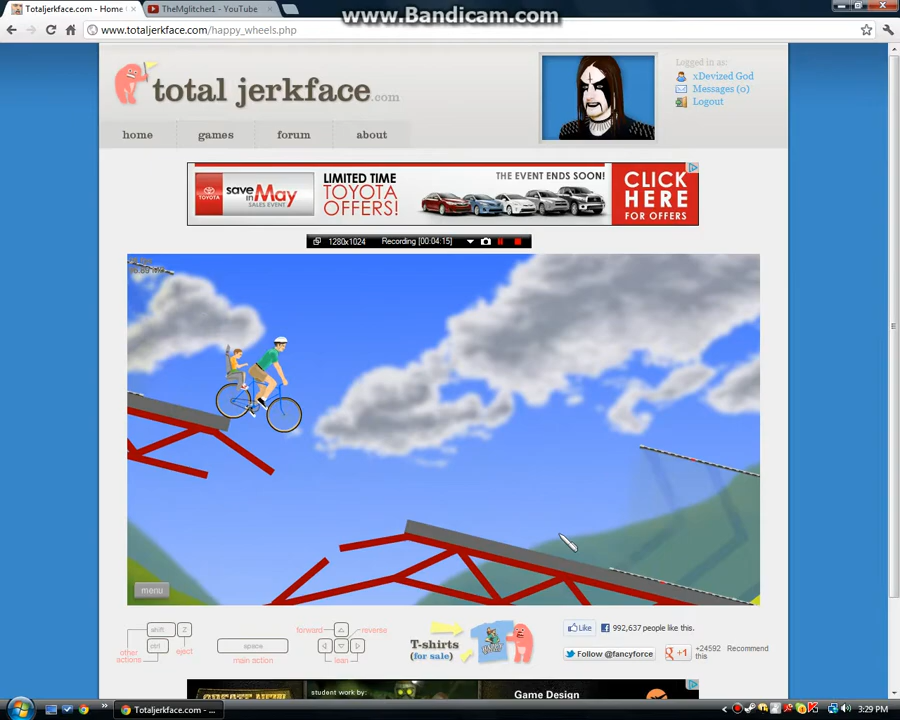 www.Bandicam.com
Totaljerkface.com - Home
TheMglitcher1 - YouTube
www.totaljerkface.com/happy_wheels.php
total jerkface.com
Logged in as:
xDevized God
Messages (0)
Logout
home games forum about
TOYOTA
save in May
SALES EVENT
LIMITED TIME
TOYOTA
OFFERS!
THE EVENT ENDS SOON!
CLICK
HERE
FOR OFFERS
1280x1024 Recording [00:04:15]
menu
shift Z
ctrl eject
other
actions
space
main action
forward reverse
lean
T-shirts
(for sale)
Like 992,637 people like this.
Follow @fancyforce
+1 +24592 Recommend
this
CREATE NEW
student work by:
Game Design
Totaljerkface.com - ...
3:29 PM